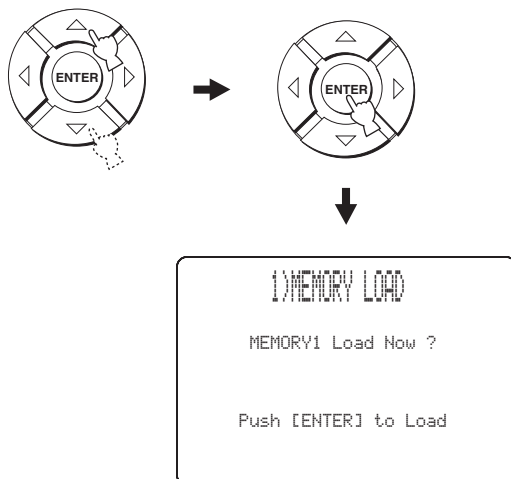 ENTER
ENTER
1)MEMORY LOAD
MEMORY1 Load Now ?
Push [ENTER] to Load